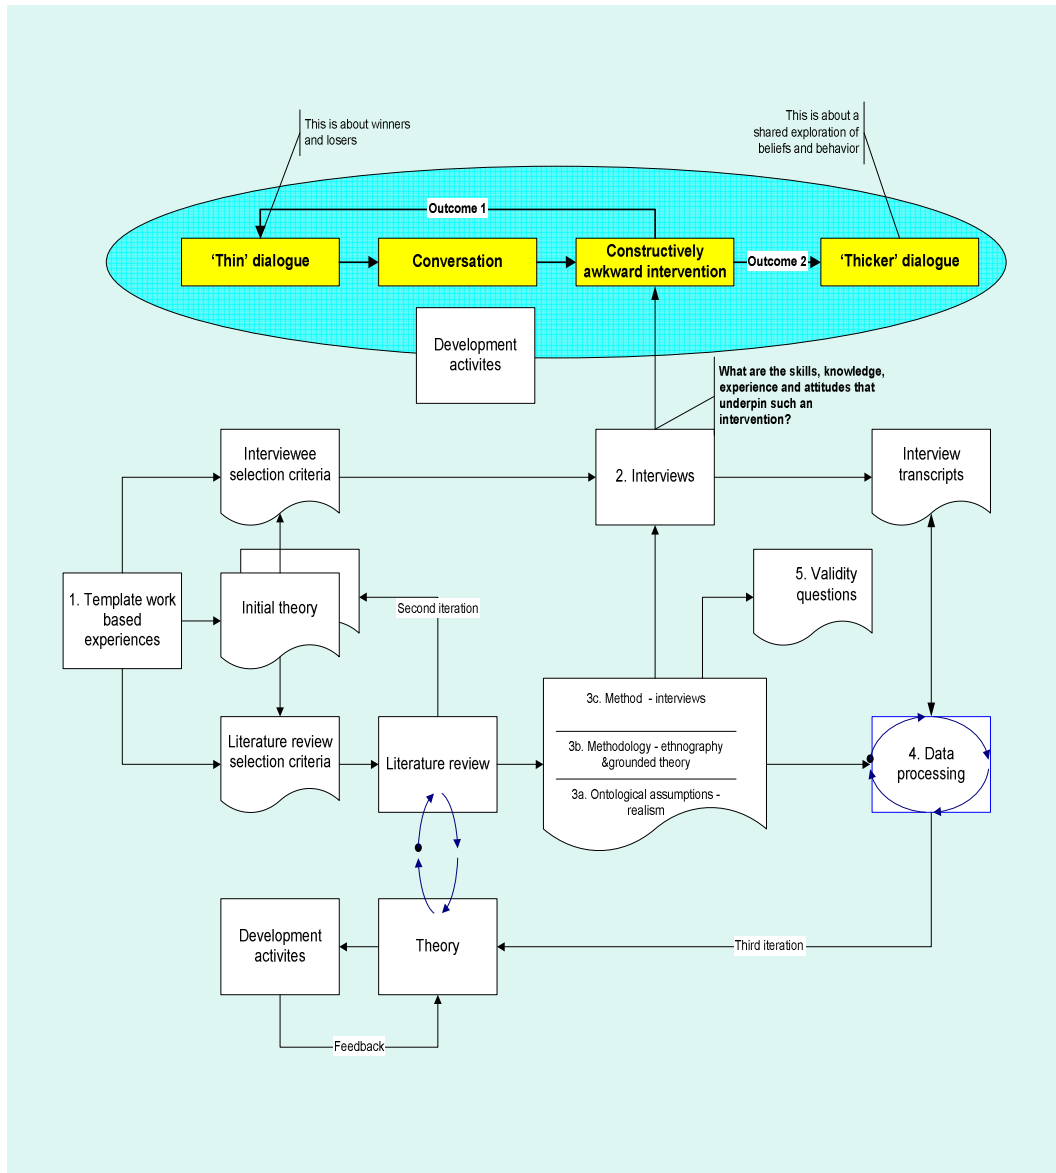 This is about winners
and losers
This is about a
shared exploration of
beliefs and behavior
Outcome 1
‘Thin’ dialogue
Conversation
Constructively
awkward intervention
Outcome 2
‘Thicker’ dialogue
Development
activites
What are the skills, knowledge,
experience and attitudes that
underpin such an
intervention?
Interviewee
selection criteria
2. Interviews
Interview
transcripts
1. Template work
based
experiences
Initial theory
Second iteration
5. Validity
questions
Literature review
selection criteria
Literature review
3c. Method - interviews
3b. Methodology - ethnography
&grounded theory
3a. Ontological assumptions -
realism
4. Data
processing
Development
activites
Theory
Third iteration
Feedback